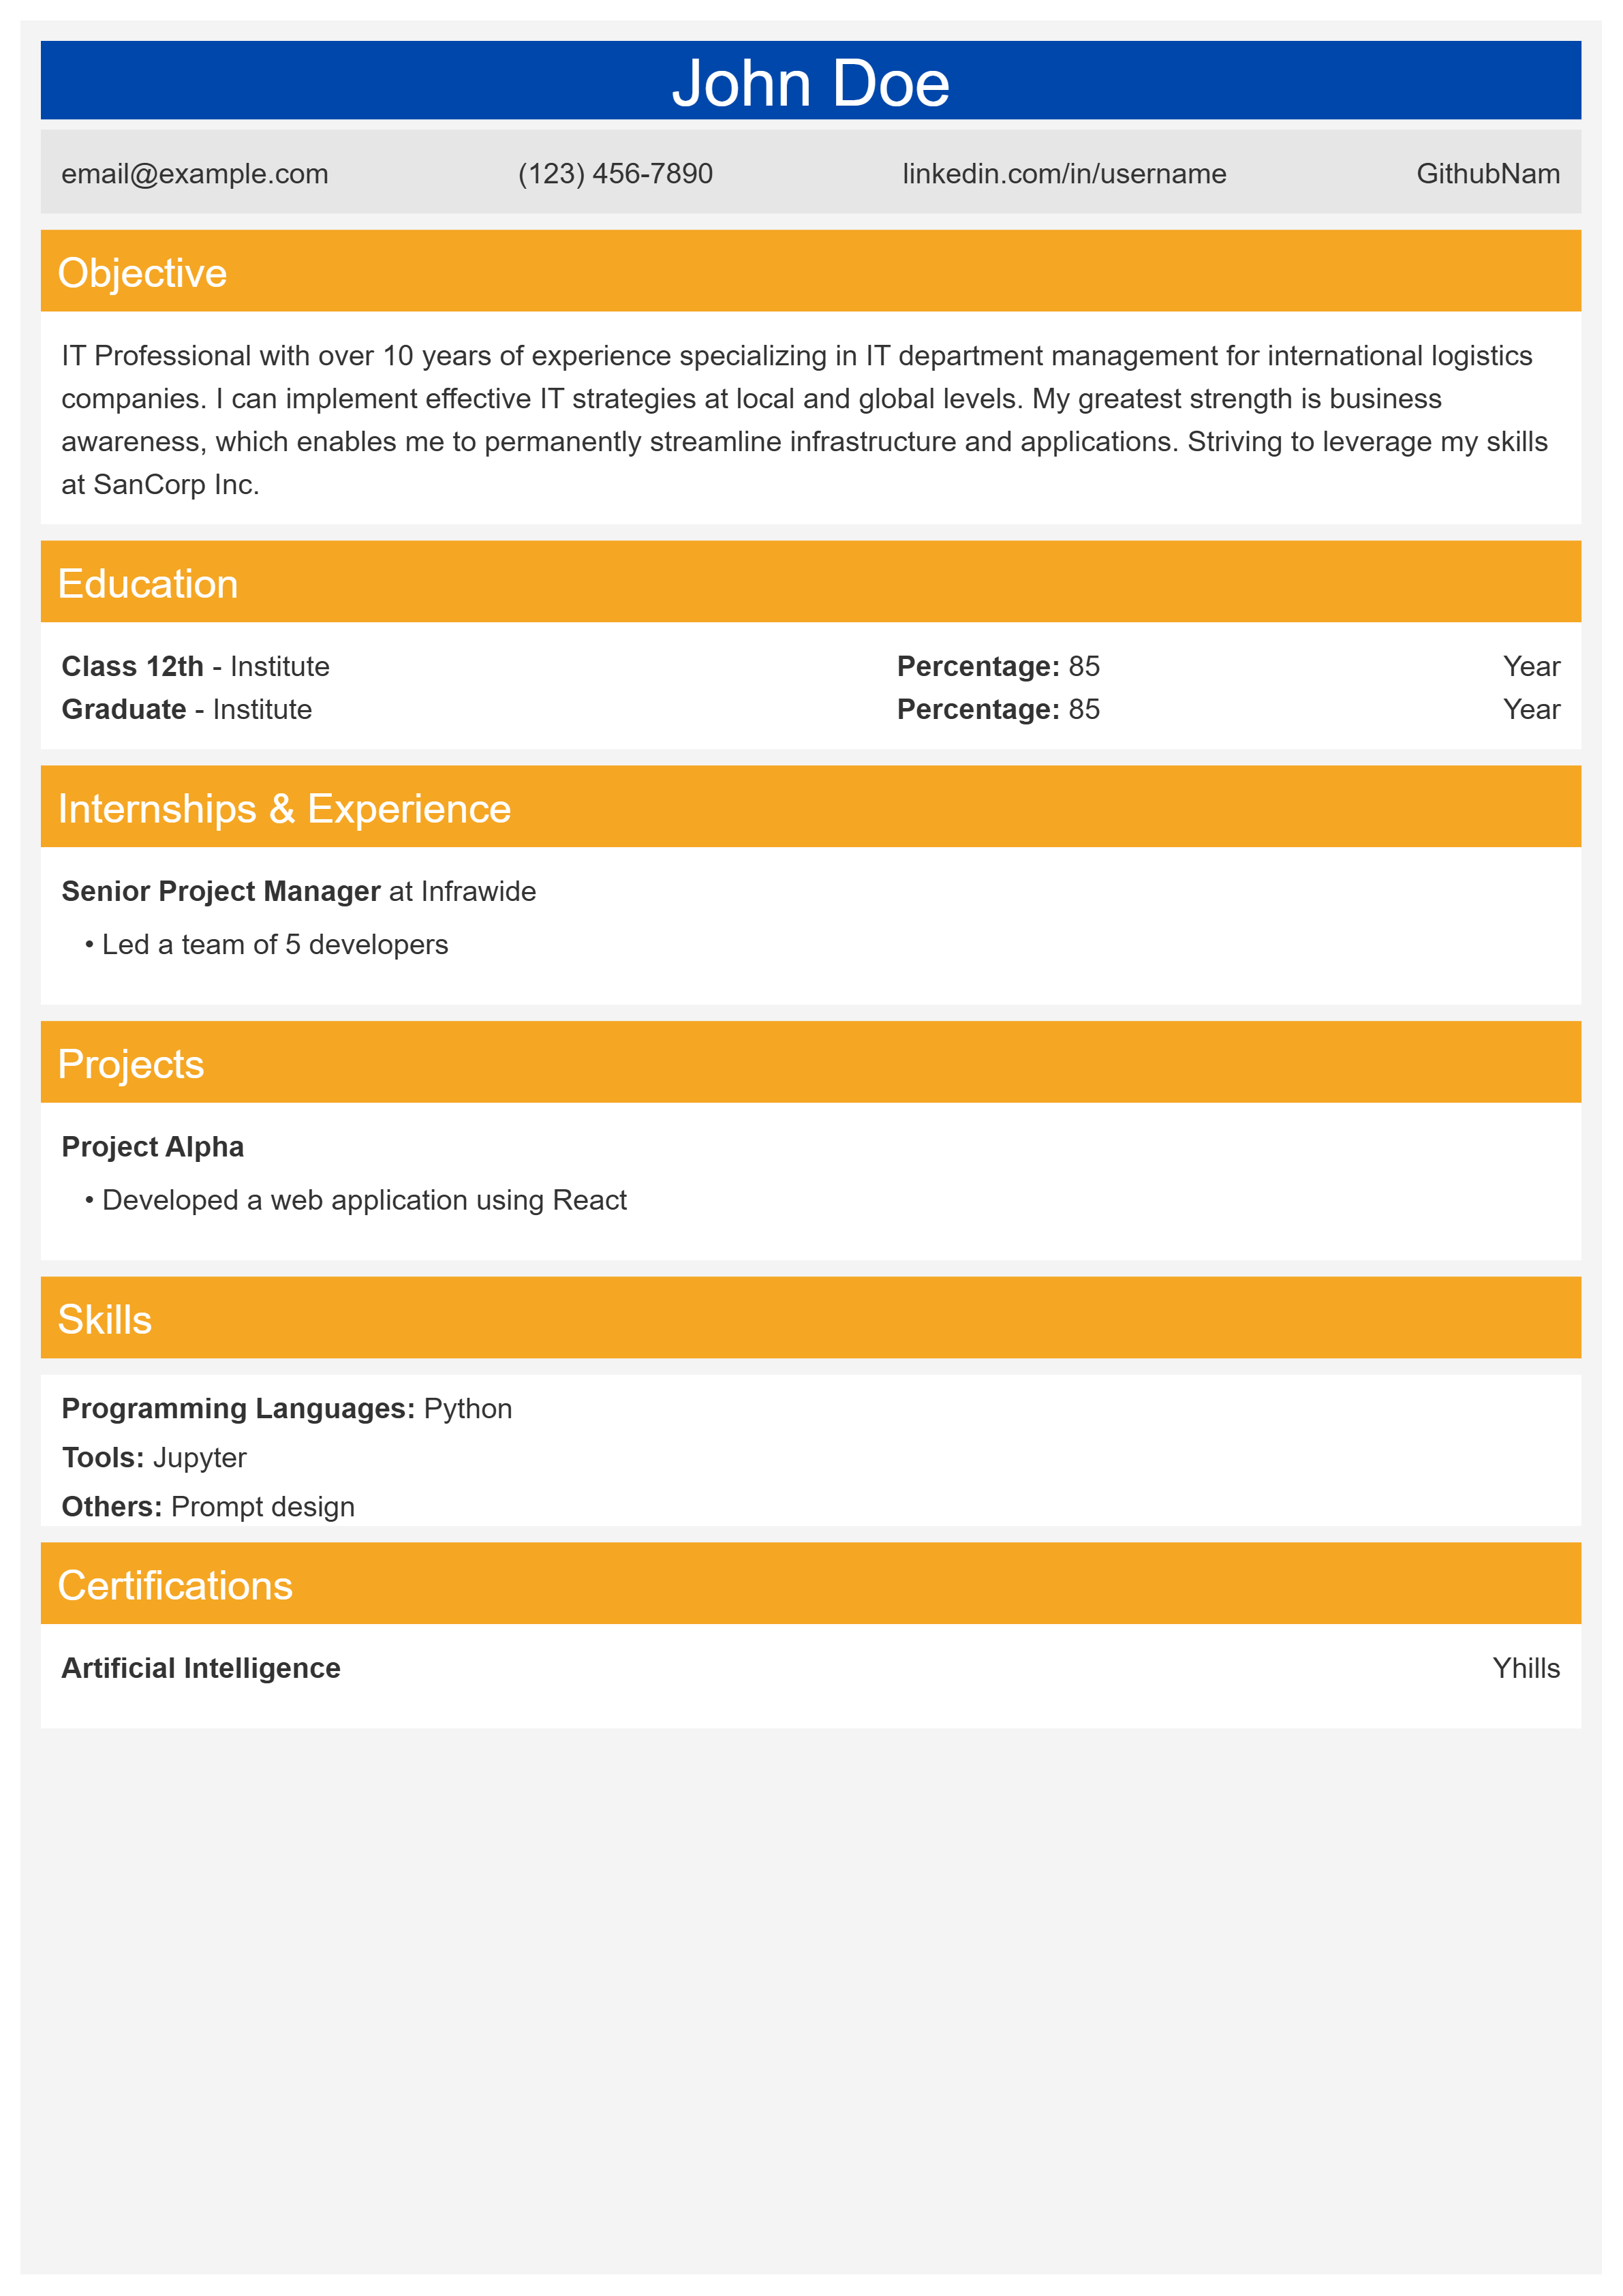 John Doe
email@example.com (123) 456-7890 linkedin.com/in/username GithubNam
Objective
IT Professional with over 10 years of experience specializing in IT department management for international logistics
companies. I can implement effective IT strategies at local and global levels. My greatest strength is business
awareness, which enables me to permanently streamline infrastructure and applications. Striving to leverage my skills
at SanCorp Inc.
Education
Class 12th - Institute Percentage: 85 Year
Graduate - Institute Percentage: 85 Year
Internships & Experience
Senior Project Manager at Infrawide
• Led a team of 5 developers
Projects
Project Alpha
• Developed a web application using React
Skills
Programming Languages: Python
Tools: Jupyter
Others: Prompt design
Certifications
Artificial Intelligence Yhills